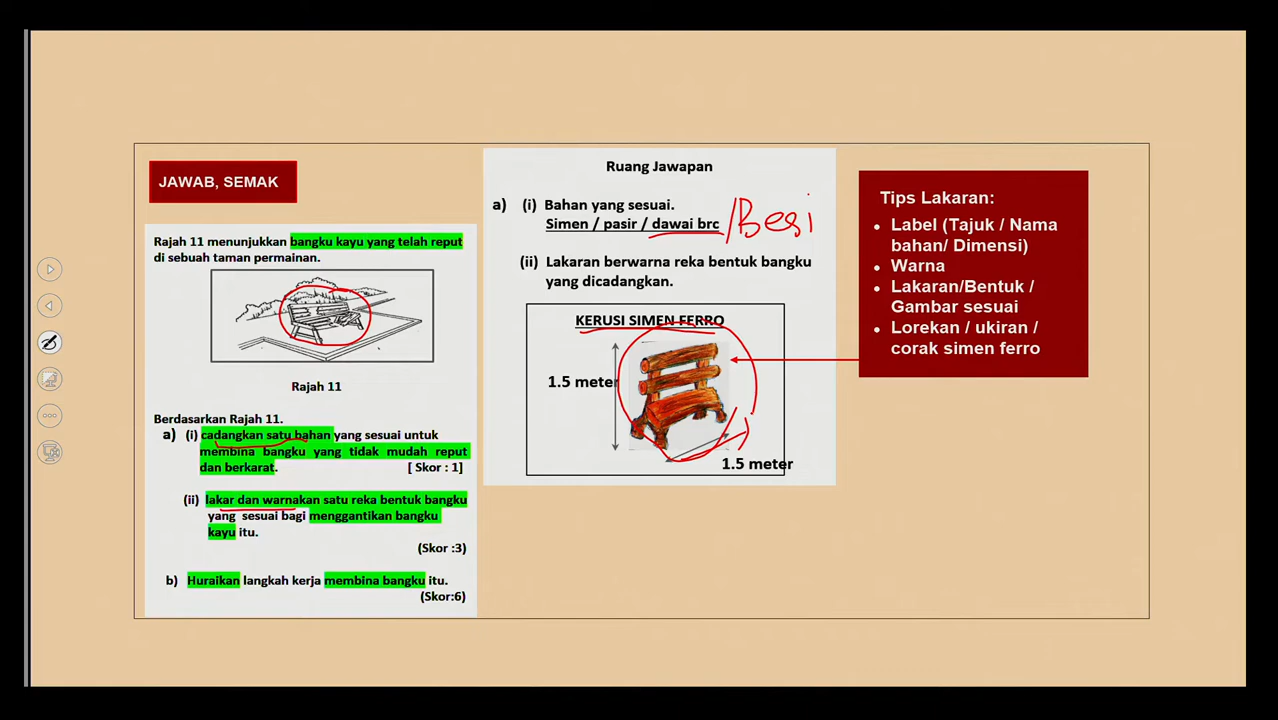 JAWAB, SEMAK
Rajah 11 menunjukkan bangku kayu yang telah reput
di sebuah taman permainan.
Rajah 11
Berdasarkan Rajah 11.
a) (i) cadangkan satu bahan yang sesuai untuk
membina bangku yang tidak mudah reput
dan berkarat. [ Skor : 1]
(ii) lakar dan warnakan satu reka bentuk bangku
yang sesuai bagi menggantikan bangku
kayu itu.
(Skor :3)
b) Huraikan langkah kerja membina bangku itu.
(Skor:6)
Ruang Jawapan
a) (i) Bahan yang sesuai.
Simen / pasir / dawai brc /Besi
(ii) Lakaran berwarna reka bentuk bangku
yang dicadangkan.
KERUSI SIMEN FERRO
1.5 meter
1.5 meter
Tips Lakaran:
• Label (Tajuk / Nama
bahan/ Dimensi)
• Warna
• Lakaran/Bentuk /
Gambar sesuai
• Lorekan / ukiran /
corak simen ferro